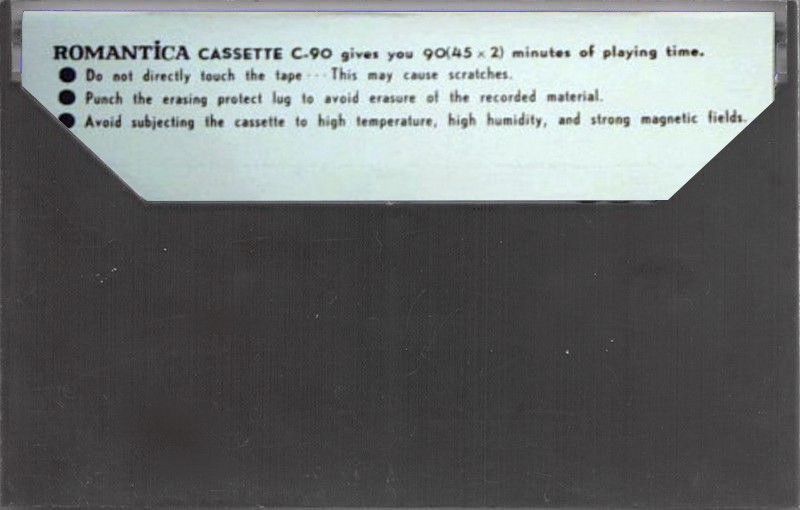 ROMANTİCA CASSETTE C-90 gives you 90(45 × 2) minutes of playing time.
● Do not directly touch the tape··· This may cause scratches.
● Punch the erasing protect lug to avoid erasure of the recorded material.
● Avoid subjecting the cassette to high temperature, high humidity, and strong magnetic fields.